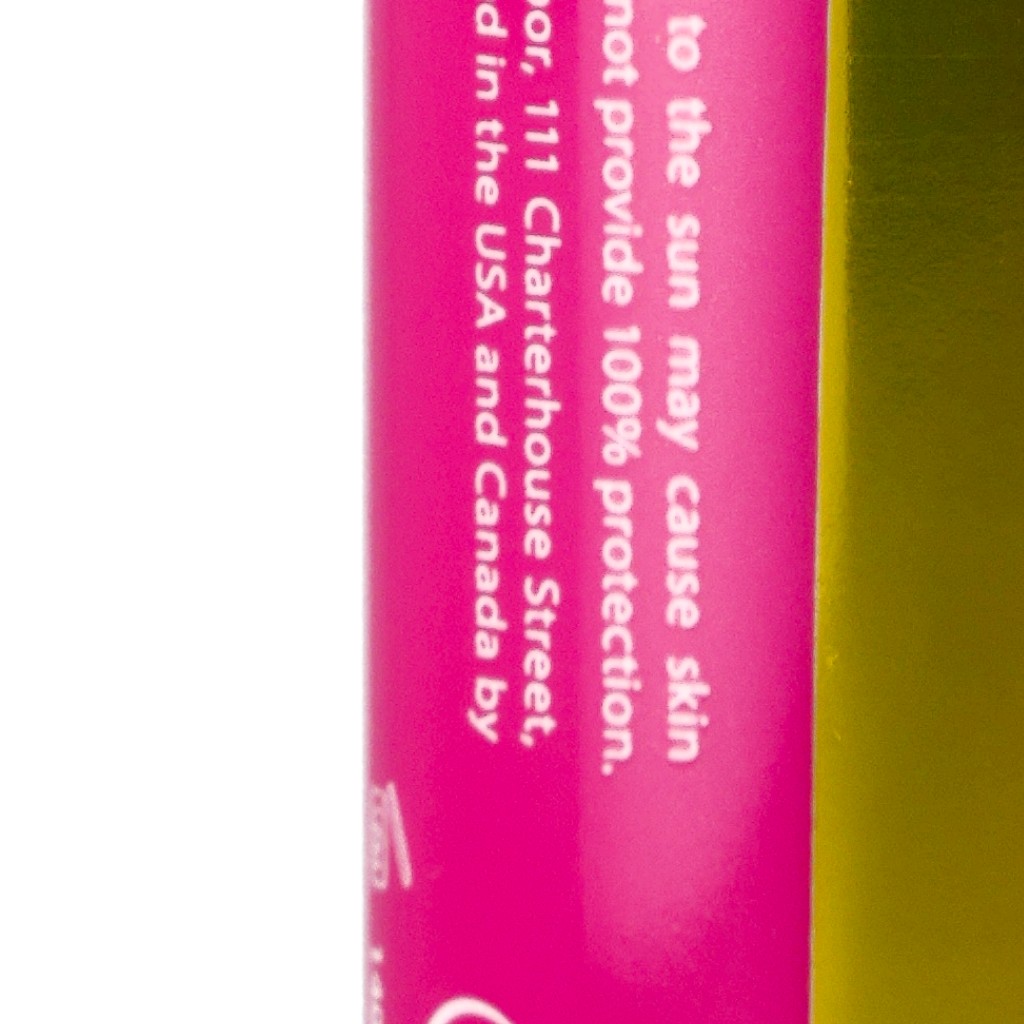 to the sun may cause skin
not provide 100% protection.
111 Charterhouse Street,
in the USA and Canada by